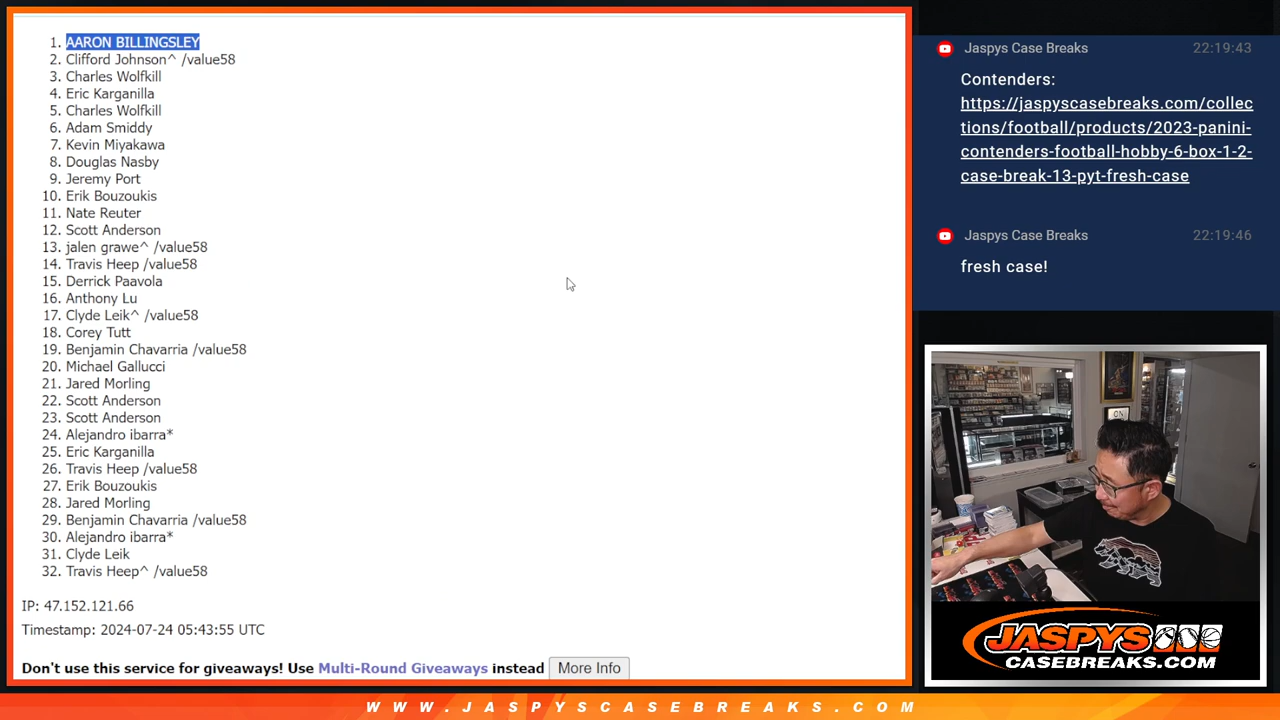 1. AARON BILLINGSLEY
2. Clifford Johnson^ /value58
3. Charles Wolfkill
4. Eric Karganilla
5. Charles Wolfkill
6. Adam Smiddy
7. Kevin Miyakawa
8. Douglas Nasby
9. Jeremy Port
10. Erik Bouzoukis
11. Nate Reuter
12. Scott Anderson
13. jalen grawe^ /value58
14. Travis Heep /value58
15. Derrick Paavola
16. Anthony Lu
17. Clyde Leik^ /value58
18. Corey Tutt
19. Benjamin Chavarria /value58
20. Michael Gallucci
21. Jared Morling
22. Scott Anderson
23. Scott Anderson
24. Alejandro ibarra*
25. Eric Karganilla
26. Travis Heep /value58
27. Erik Bouzoukis
28. Jared Morling
29. Benjamin Chavarria /value58
30. Alejandro ibarra*
31. Clyde Leik
32. Travis Heep^ /value58
IP: 47.152.121.66
Timestamp: 2024-07-24 05:43:55 UTC
Don't use this service for giveaways! Use Multi-Round Giveaways instead More Info
Jaspys Case Breaks 22:19:43
Contenders:
https://jaspyscasebreaks.com/collec
tions/football/products/2023-panini-
contenders-football-hobby-6-box-1-2-
case-break-13-pyt-fresh-case
Jaspys Case Breaks 22:19:46
fresh case!
ON
JASPYS
CASEBREAKS.COM
WWW.JASPYSCASEBREAKS.COM